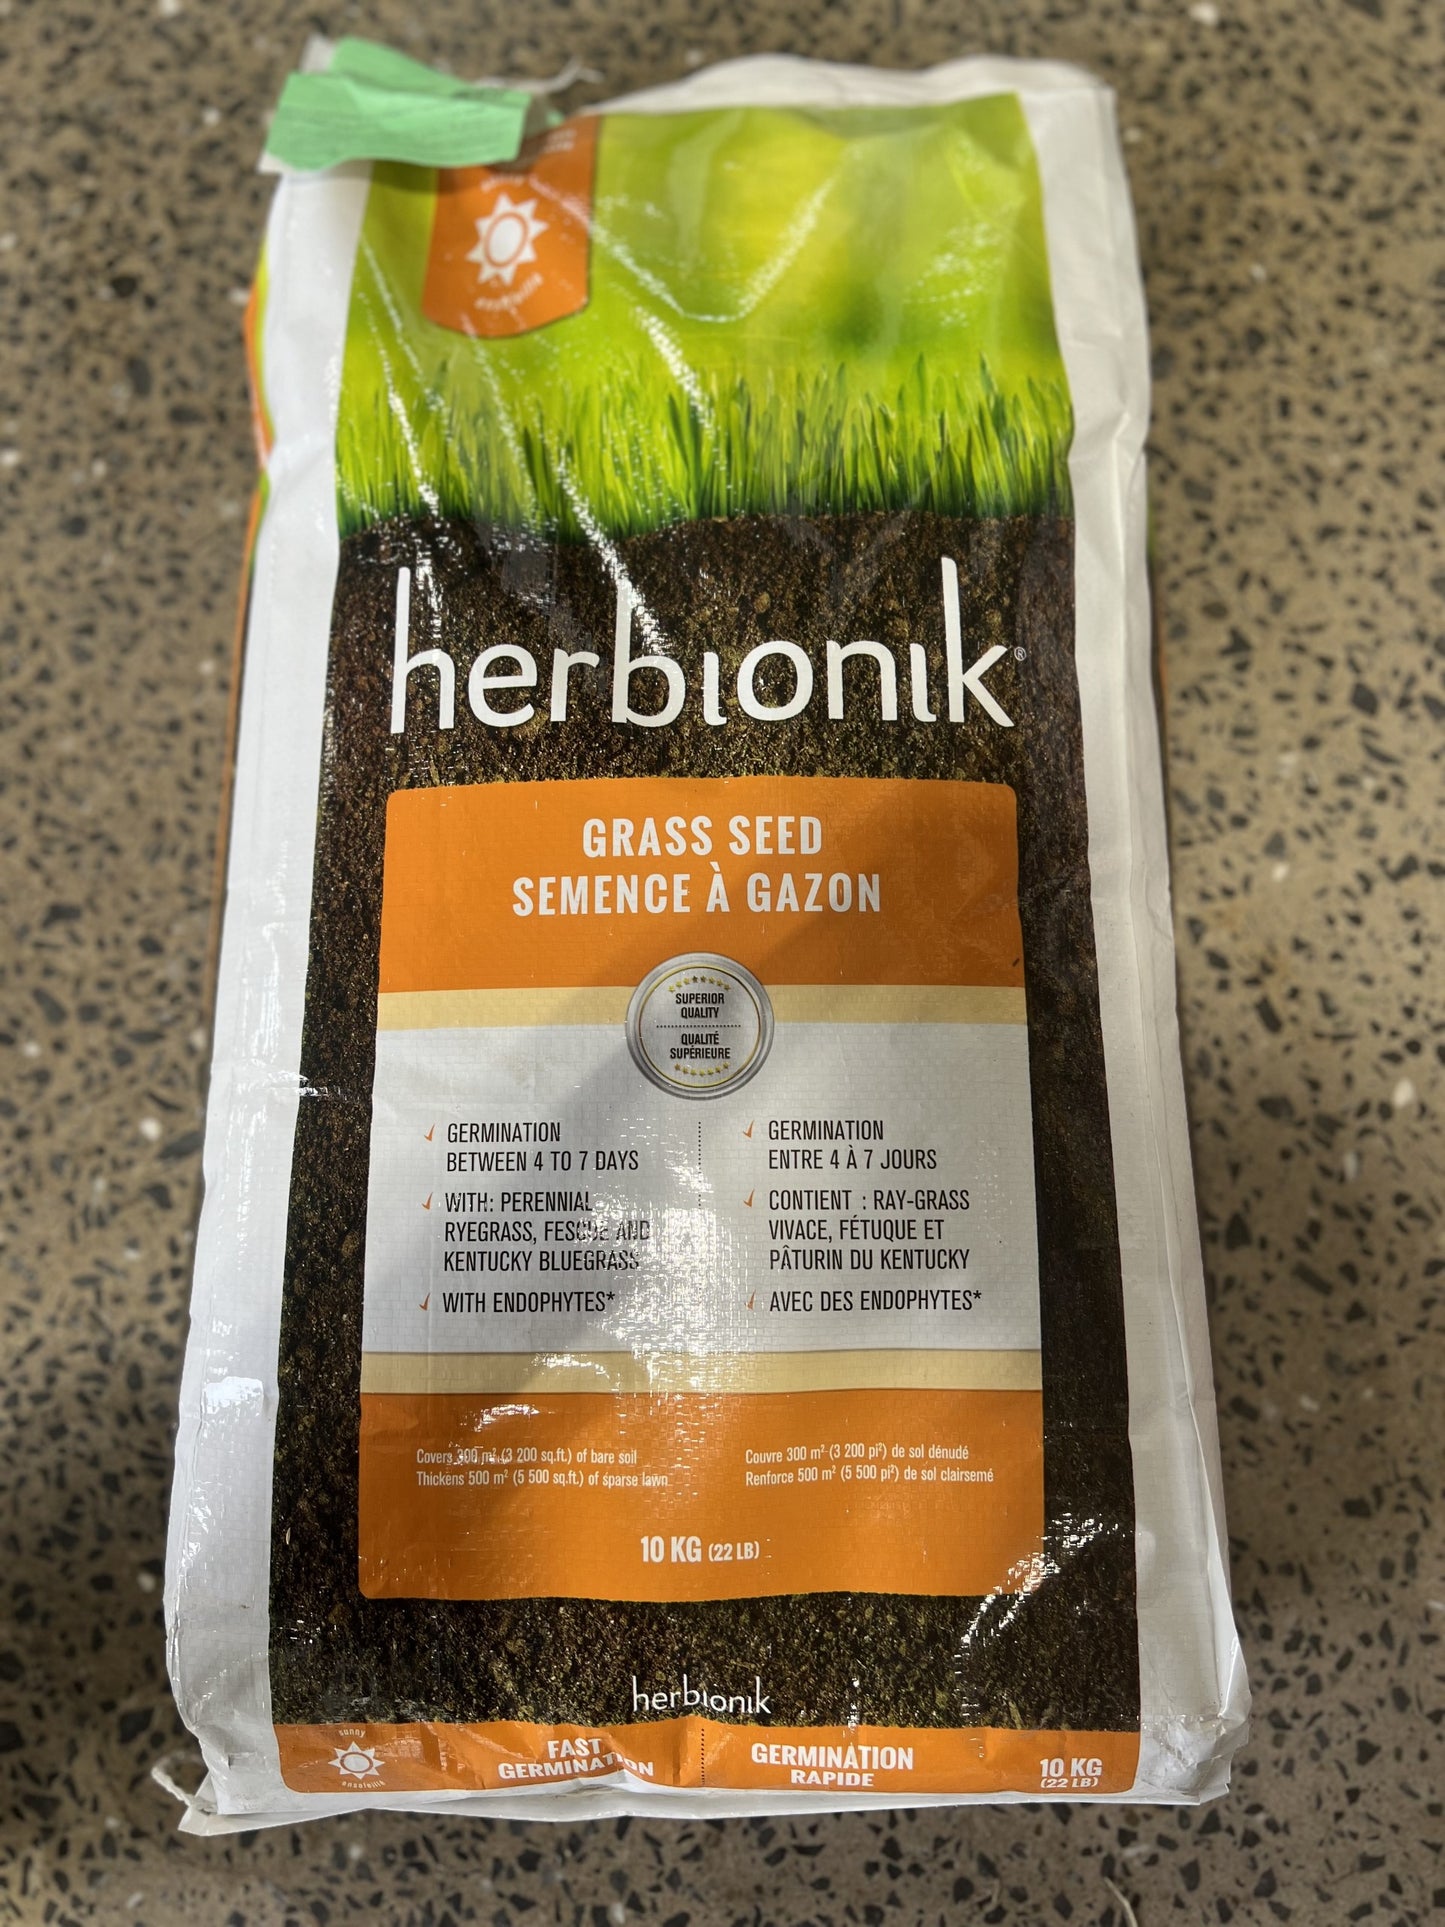 ensoleillé
herbionik®
GRASS SEED
SEMENCE À GAZON
SUPERIOR
QUALITY
QUALITÉ
SUPÉRIEURE
GERMINATION
BETWEEN 4 TO 7 DAYS
WITH: PERENNIAL
RYEGRASS, FESCUE AND
KENTUCKY BLUEGRASS
WITH ENDOPHYTES*
GERMINATION
ENTRE 4 À 7 JOURS
CONTIENT : RAY-GRASS
VIVACE, FÉTUQUE ET
PÂTURIN DU KENTUCKY
AVEC DES ENDOPHYTES*
Covers 300 m² (3 200 sq.ft.) of bare soil
Thickens 500 m² (5 500 sq.ft.) of sparse lawn
Couvre 300 m² (3 200 pi²) de sol dénudé
Renforce 500 m² (5 500 pi²) de sol clairsemé
10 KG (22 LB)
herbionik
sunny
ensoleillé
FAST
GERMINATION
GERMINATION
RAPIDE
10 KG
(22 LB)